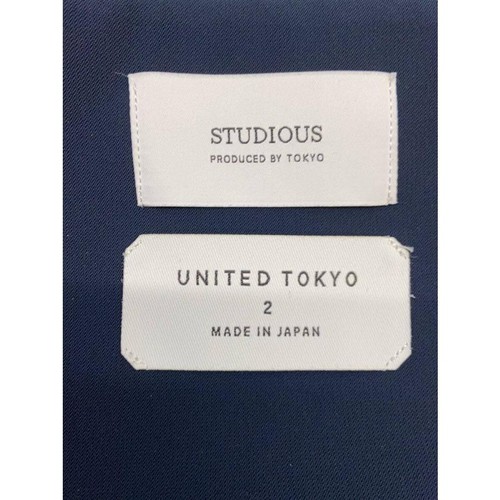 STUDIOUS
PRODUCED BY TOKYO
UNITED TOKYO
2
MADE IN JAPAN